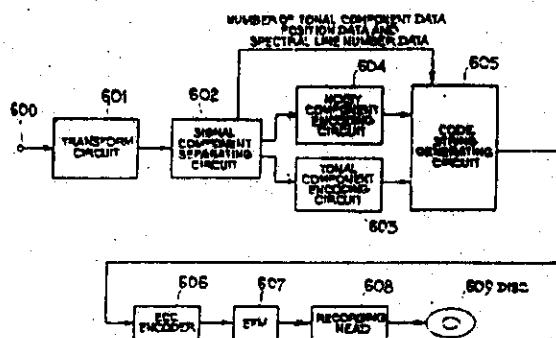 NUMBER OF TONAL COMPONENT DATA
POSITION DATA AND
SPECTRAL LINE NUMBER DATA
600
601
602
604
605
TRANSFORM
CIRCUIT
SIGNAL
COMPONENT
SEPARATING
CIRCUIT
NOISY
COMPONENT
ENCODING
CIRCUIT
TONAL
COMPONENT
ENCODING
CIRCUIT
603
CODE
STRING
GENERATING
CIRCUIT
606
607
608
609 DISC
ECC
ENCODER
EFM
RECORDING
HEAD